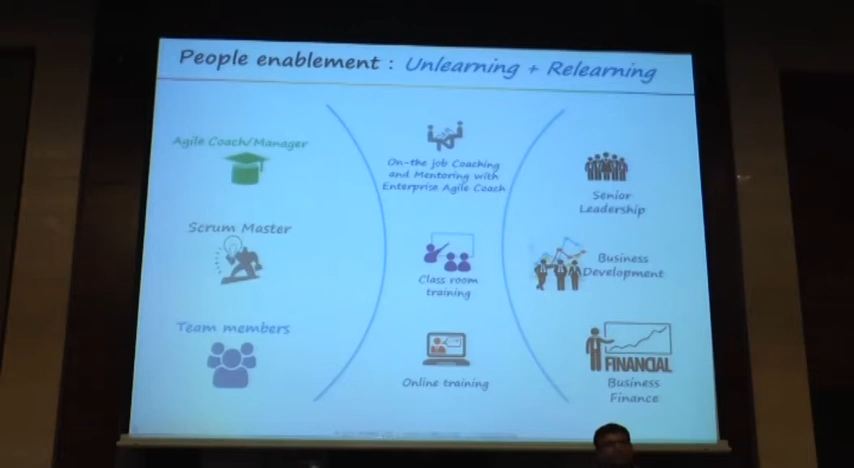 People enablement : Unlearning + Relearning
Agile Coach/Manager
Scrum Master
Team members
On-the job Coaching
and Mentoring with
Enterprise Agile Coach
Class room
training
Online training
Senior
Leadership
Business
Development
FINANCIAL
Business
Finance